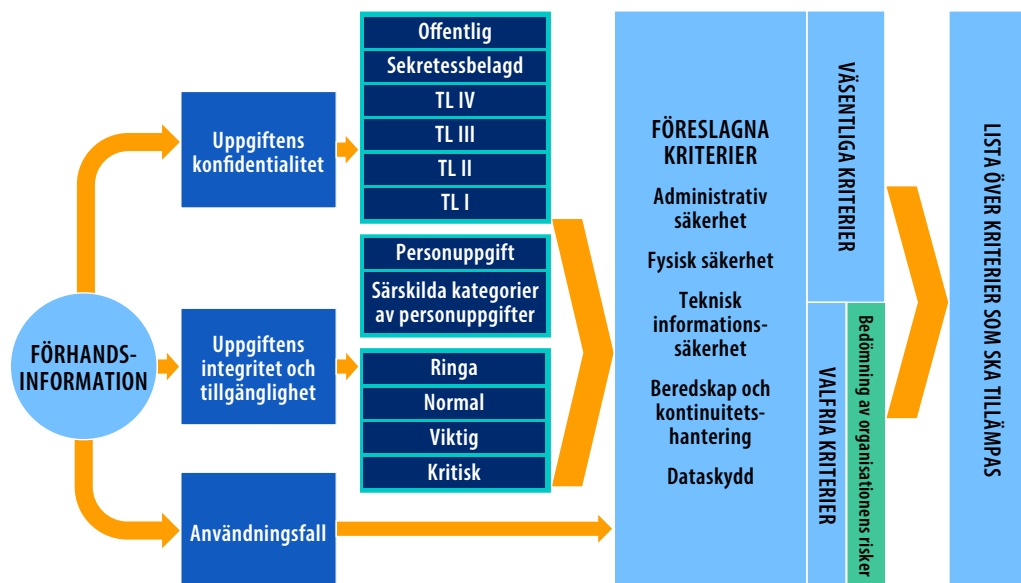 FÖRHANDS-
INFORMATION
Uppgiftens
konfidentialitet
Uppgiftens
integritet och
tillgänglighet
Användningsfall
Offentlig
Sekretessbelagd
TL IV
TL III
TL II
TL I
Personuppgift
Särskilda kategorier
av personuppgifter
Ringa
Normal
Viktig
Kritisk
FÖRESLAGNA
KRITERIER
Administrativ
säkerhet
Fysisk säkerhet
Teknisk
informations-
säkerhet
Beredskap och
kontinuitets-
hantering
Dataskydd
VÄSENTLIGA KRITERIER
VALFRIA KRITERIER
Bedömning av organisationens risker
LISTA ÖVER KRITERIER SOM SKA TILLÄMPAS